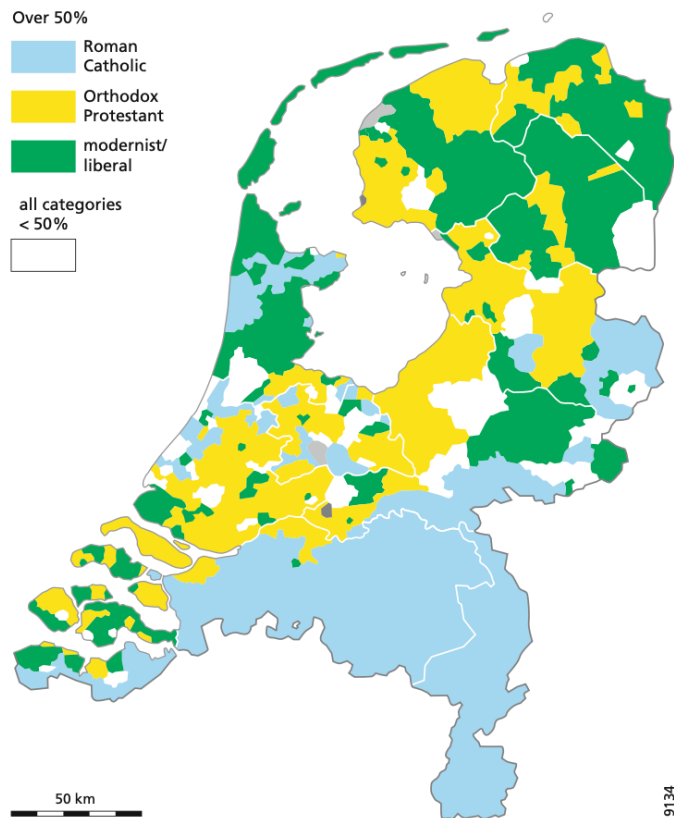 Over 50%
Roman
Catholic
Orthodox
Protestant
modernist/
liberal
all categories
< 50%
50 km
9134